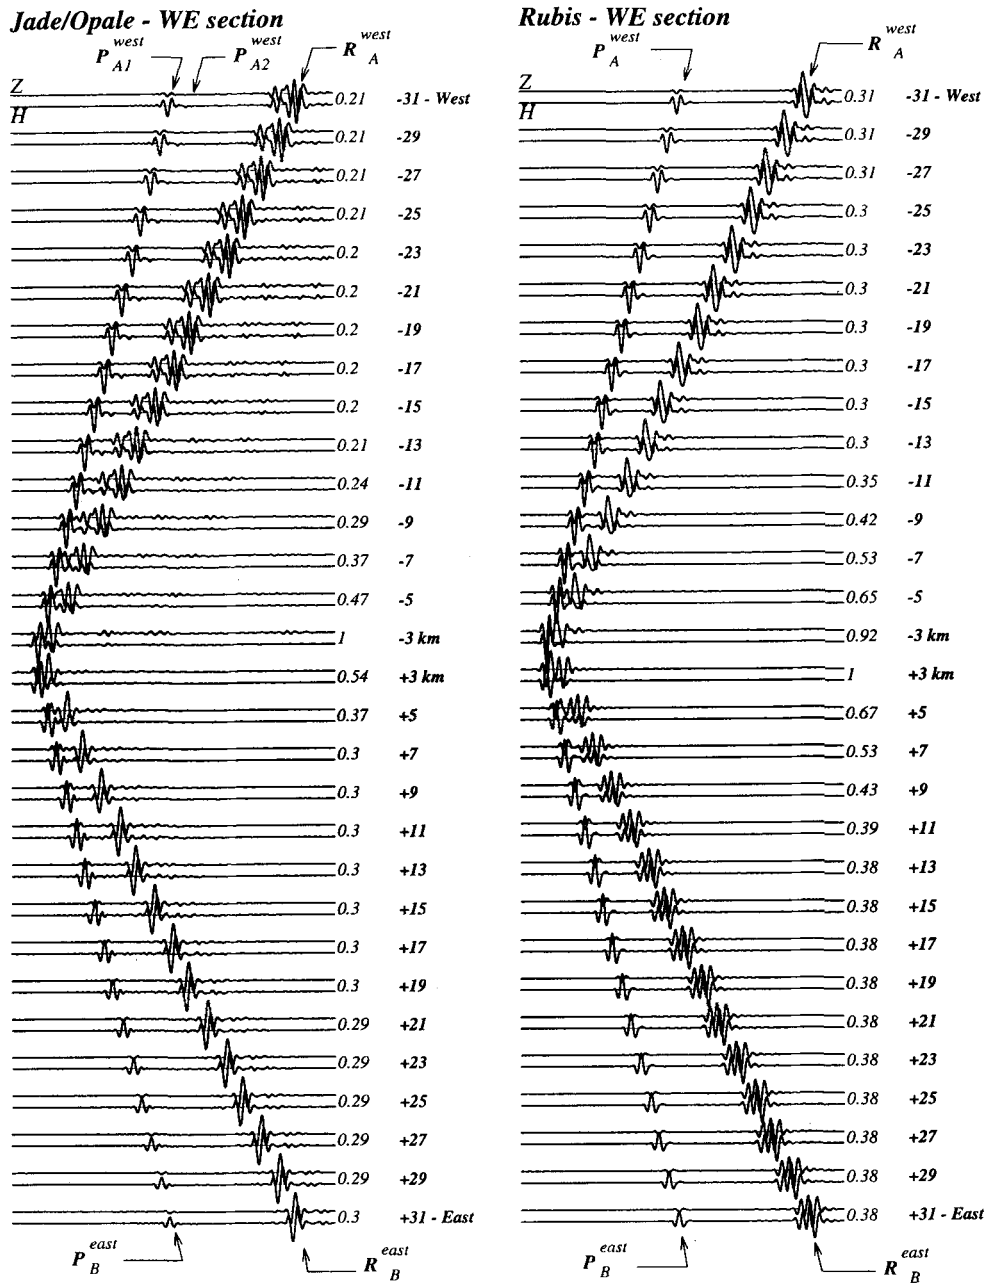 Jade/Opale - WE section
P A1 west
P A2 west
R A west
Z
H
0.21 -31 - West
0.21 -29
0.21 -27
0.21 -25
0.2 -23
0.2 -21
0.2 -19
0.2 -17
0.2 -15
0.21 -13
0.24 -11
0.29 -9
0.37 -7
0.47 -5
1 -3 km
0.54 +3 km
0.37 +5
0.3 +7
0.3 +9
0.3 +11
0.3 +13
0.3 +15
0.3 +17
0.3 +19
0.29 +21
0.29 +23
0.29 +25
0.29 +27
0.29 +29
0.3 +31 - East
P B east
R B east
Rubis - WE section
P A west
R A west
Z
H
0.31 -31 - West
0.31 -29
0.31 -27
0.3 -25
0.3 -23
0.3 -21
0.3 -19
0.3 -17
0.3 -15
0.3 -13
0.35 -11
0.42 -9
0.53 -7
0.65 -5
0.92 -3 km
1 +3 km
0.67 +5
0.53 +7
0.43 +9
0.39 +11
0.38 +13
0.38 +15
0.38 +17
0.38 +19
0.38 +21
0.38 +23
0.38 +25
0.38 +27
0.38 +29
0.38 +31 - East
P B east
R B east